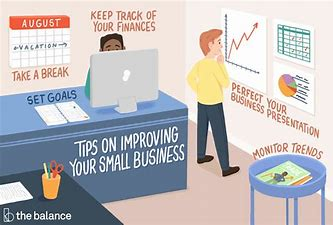 AUGUST
VACATION
TAKE A BREAK
KEEP TRACK OF
YOUR FINANCES
SET GOALS
TIPS ON IMPROVING
YOUR SMALL BUSINESS
PERFECT YOUR
BUSINESS PRESENTATION
MONITOR TRENDS
the balance